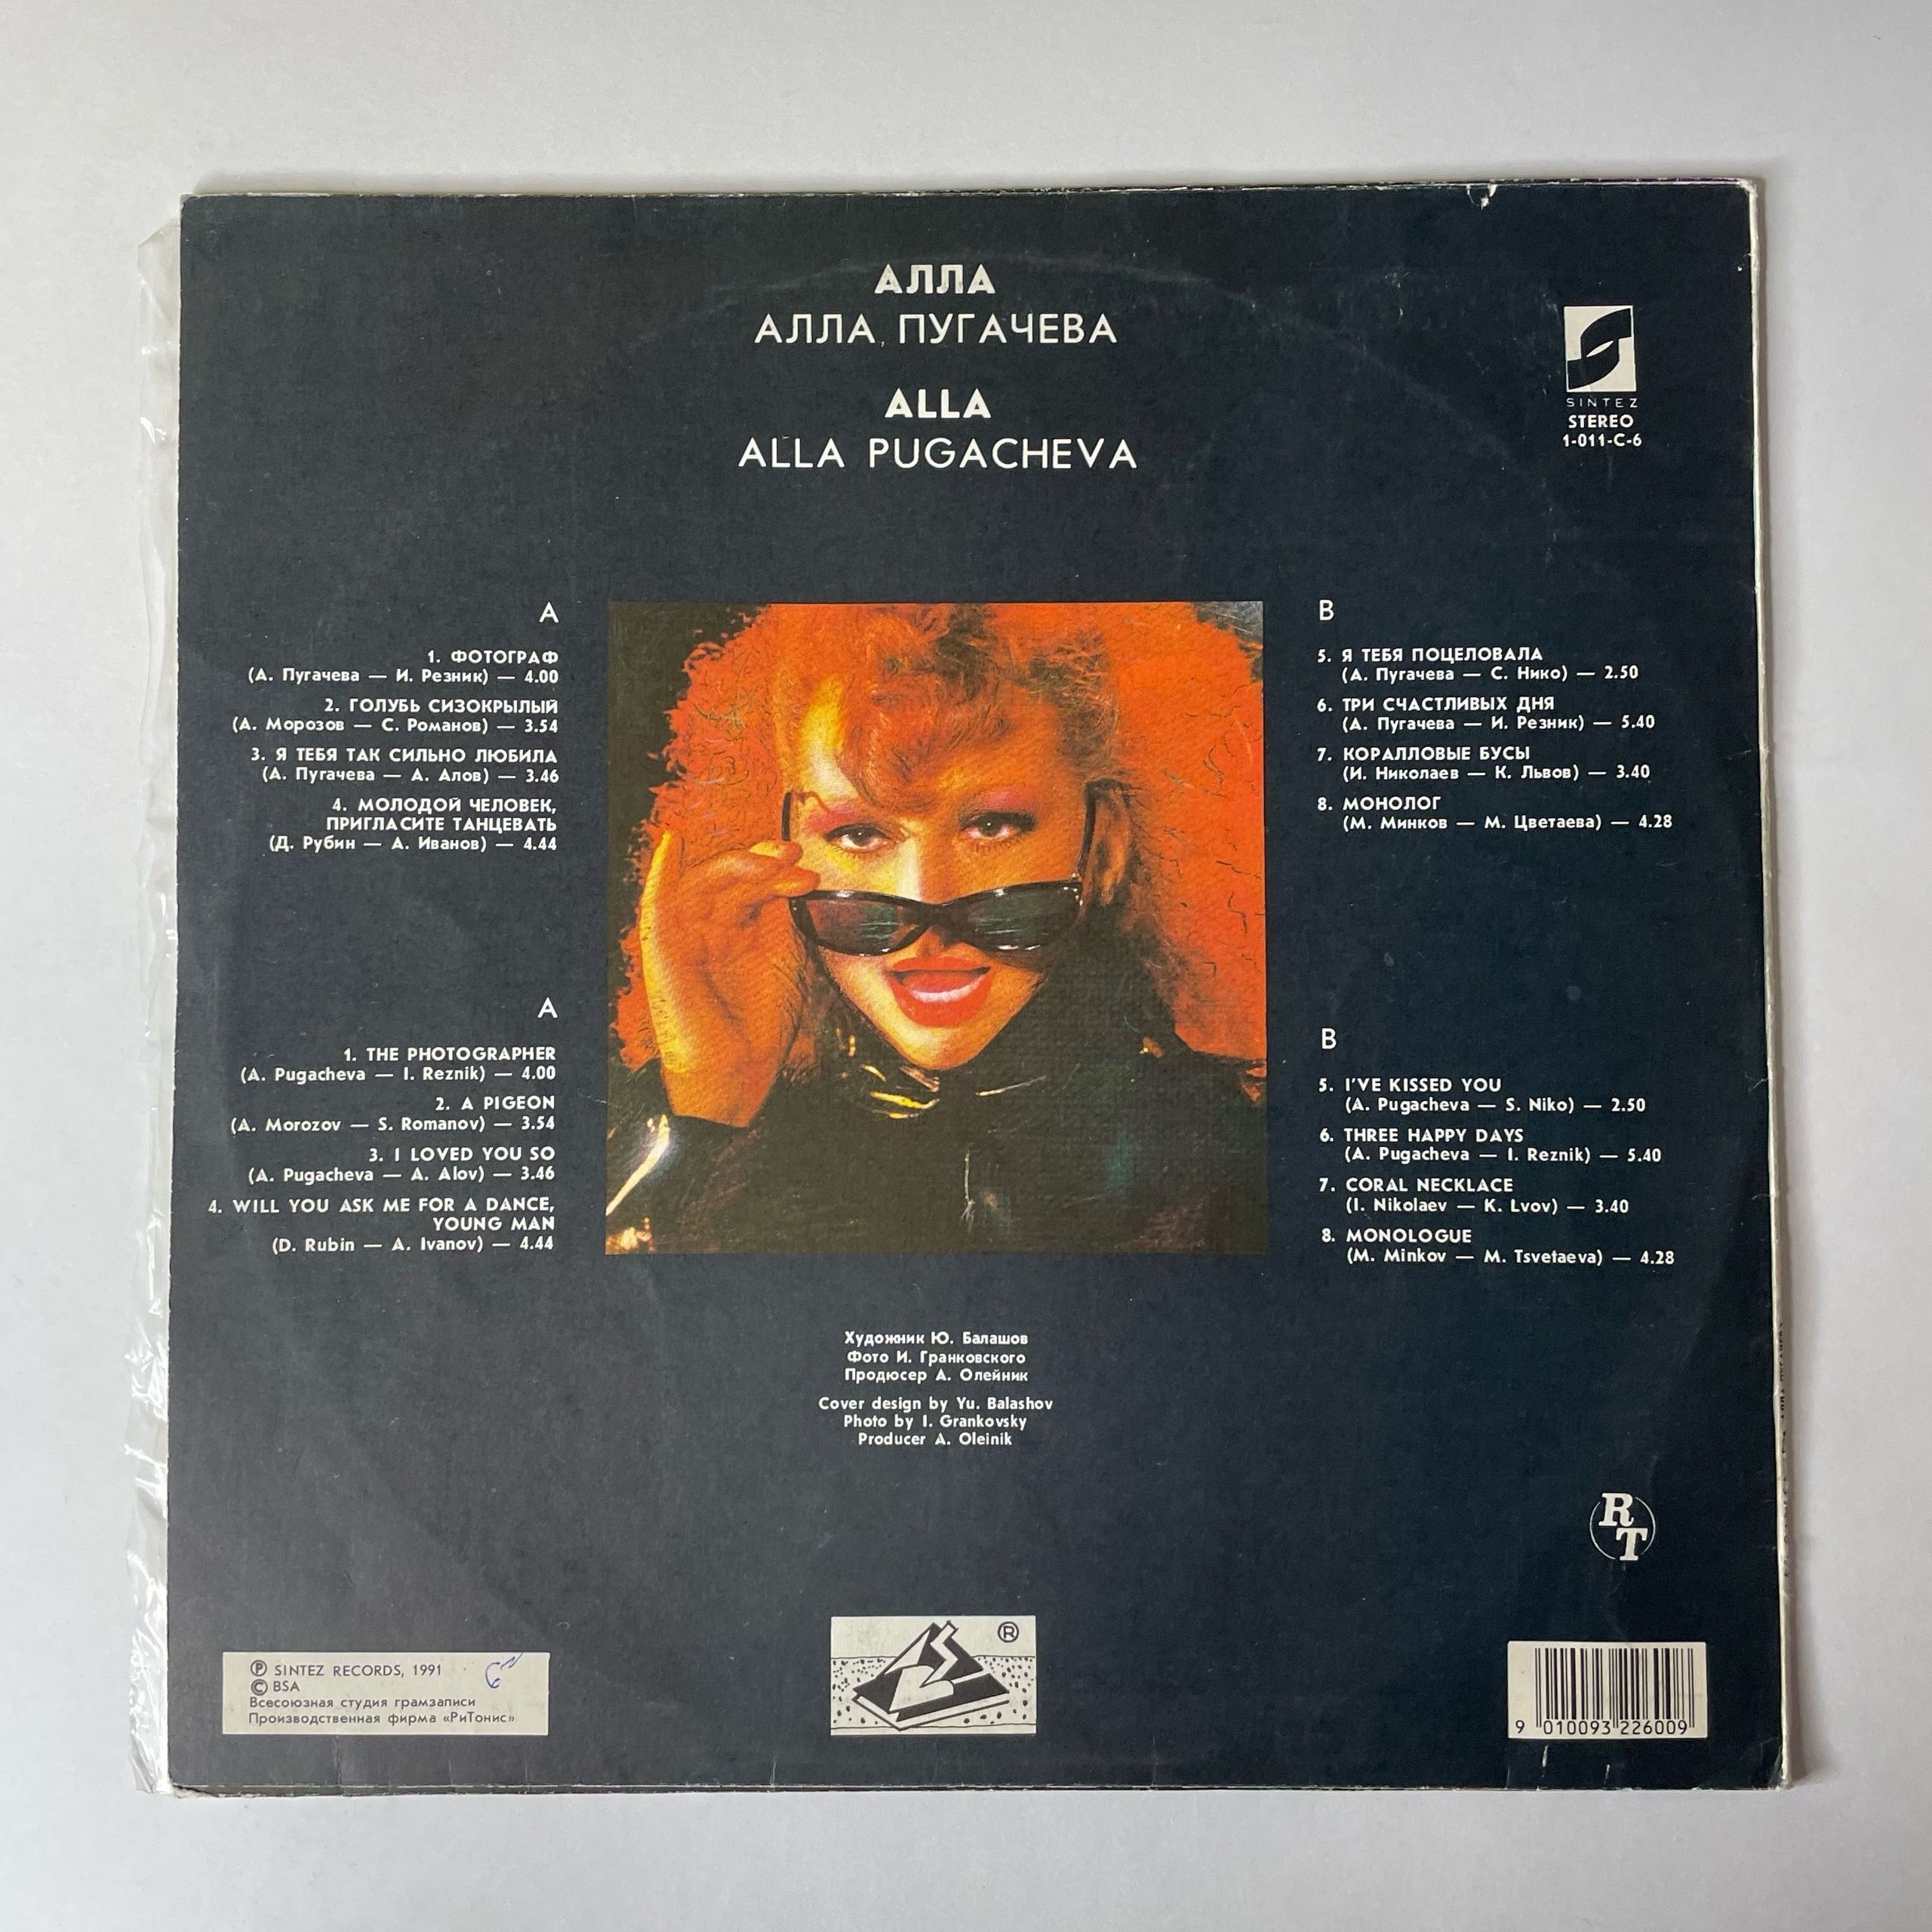 АЛЛА
АЛЛА ПУГАЧЕВА
ALLA
ALLA PUGACHEVA
SINTEZ
STEREO
1-011-C-6
A
1. ФОТОГРАФ
(А. Пугачева — И. Резник) — 4.00
2. ГОЛУБЬ СИЗОКРЫЛЫЙ
(А. Морозов — С. Романов) — 3.54
3. Я ТЕБЯ ТАК СИЛЬНО ЛЮБИЛА
(А. Пугачева — А. Алов) — 3.46
4. МОЛОДОЙ ЧЕЛОВЕК,
ПРИГЛАСИТЕ ТАНЦЕВАТЬ
(Д. Рубин — А. Иванов) — 4.44
B
5. Я ТЕБЯ ПОЦЕЛОВАЛА
(А. Пугачева — С. Нико) — 2.50
6. ТРИ СЧАСТЛИВЫХ ДНЯ
(А. Пугачева — И. Резник) — 5.40
7. КОРАЛЛОВЫЕ БУСЫ
(И. Николаев — К. Львов) — 3.40
8. МОНОЛОГ
(М. Минков — М. Цветаева) — 4.28
A
1. THE PHOTOGRAPHER
(A. Pugacheva — I. Reznik) — 4.00
2. A PIGEON
(A. Morozov — S. Romanov) — 3.54
3. I LOVED YOU SO
(A. Pugacheva — A. Alov) — 3.46
4. WILL YOU ASK ME FOR A DANCE,
YOUNG MAN
(D. Rubin — A. Ivanov) — 4.44
B
5. I'VE KISSED YOU
(A. Pugacheva — S. Niko) — 2.50
6. THREE HAPPY DAYS
(A. Pugacheva — I. Reznik) — 5.40
7. CORAL NECKLACE
(I. Nikolaev — K. Lvov) — 3.40
8. MONOLOGUE
(M. Minkov — M. Tsvetaeva) — 4.28
Художник Ю. Балашов
Фото И. Гранковского
Продюсер А. Олейник
Cover design by Yu. Balashov
Photo by I. Grankovsky
Producer A. Oleinik
RT
℗ SINTEZ RECORDS, 1991
© BSA
Всесоюзная студия грамзаписи
Производственная фирма «РиТонис»
®
9 010093 226009